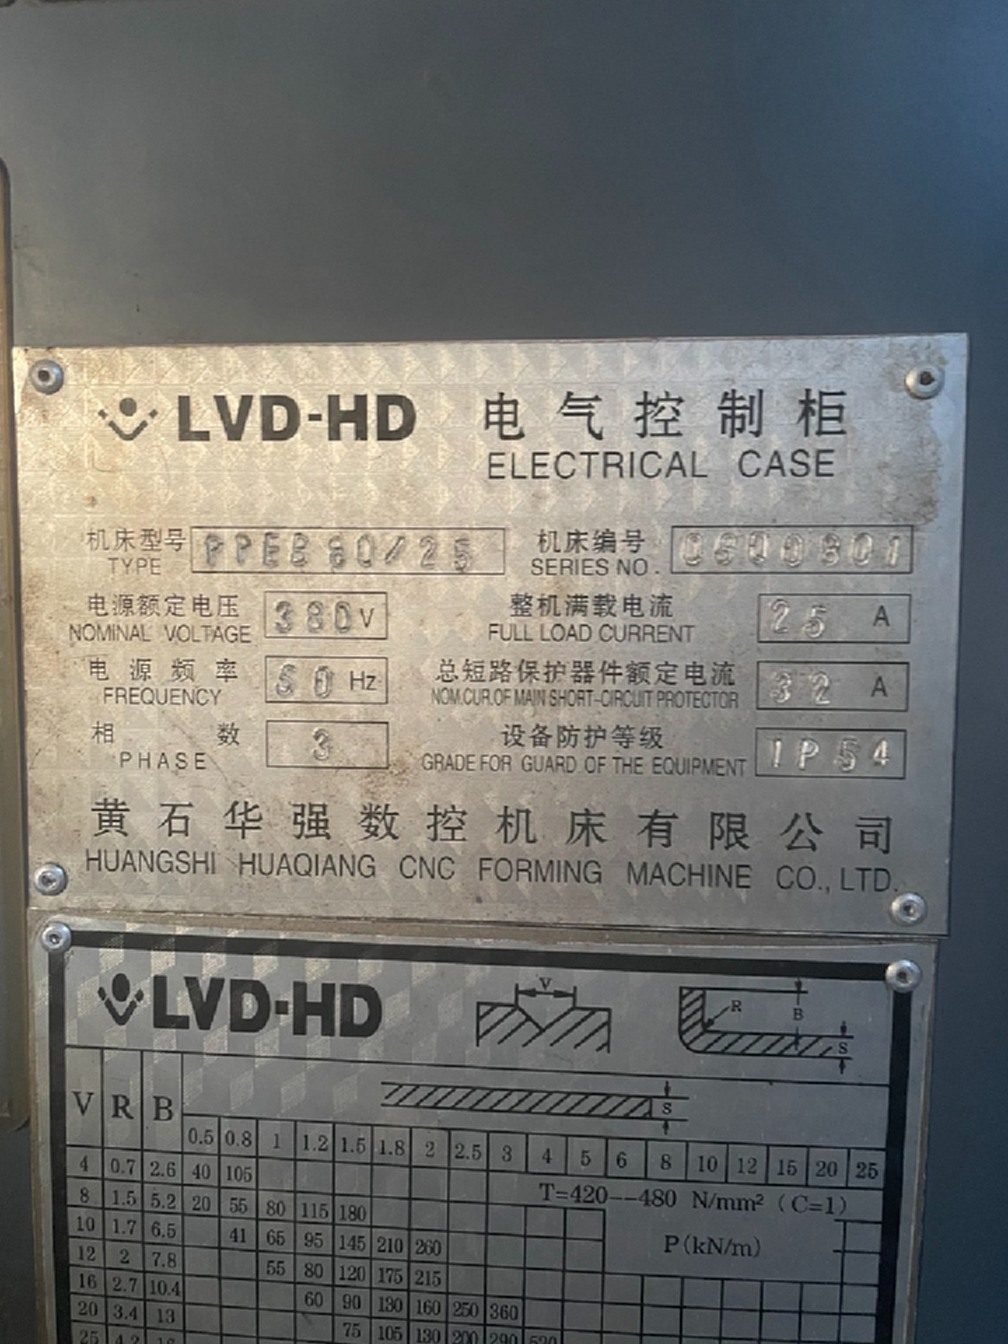 LVD-HD 电气控制柜
ELECTRICAL CASE
机床型号 PPEB80/25 机床编号
TYPE SERIES NO.
电源额定电压 380V 整机满载电流 25 A
NOMINAL VOLTAGE FULL LOAD CURRENT
电源频率 50 Hz 总短路保护器件额定电流 32 A
FREQUENCY NOM.CUR.OF MAIN SHORT-CIRCUIT PROTECTOR
相数 3 设备防护等级 IP54
PHASE GRADE FOR GUARD OF THE EQUIPMENT
黄石华强数控机床有限公司
HUANGSHI HUAQIANG CNC FORMING MACHINE CO., LTD.
LVD-HD V R B S
S
V R B 0.5 0.8 1 1.2 1.5 1.8 2 2.5 3 4 5 6 8 10 12 15 20 25
4 0.7 2.6 40 105 T=420--480 N/mm² (C=1)
8 1.5 5.2 20 55 80 115 180
10 1.7 6.5 41 65 95 145 210 260 P(kN/m)
12 2 7.8 55 80 120 175 215
16 2.7 10.4 60 90 130 160 250 360
20 3.4 13 75 105 130 200 290
25